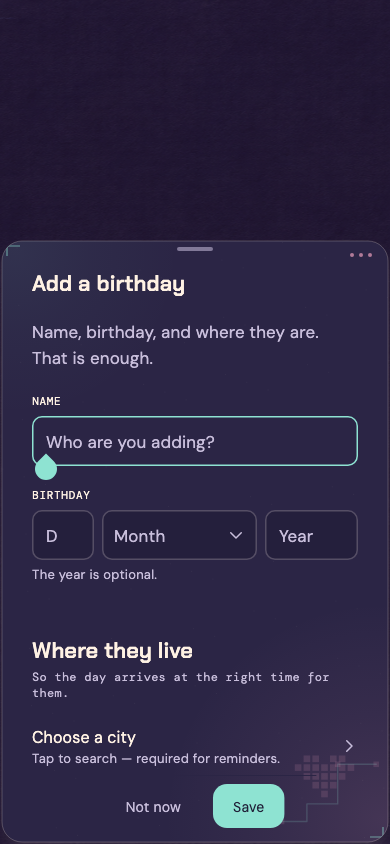 Add a birthday
Name, birthday, and where they are.
That is enough.
NAME
Who are you adding?
BIRTHDAY
D
Month
Year
The year is optional.
Where they live
So the day arrives at the right time for
them.
Choose a city
Tap to search — required for reminders.
Not now
Save